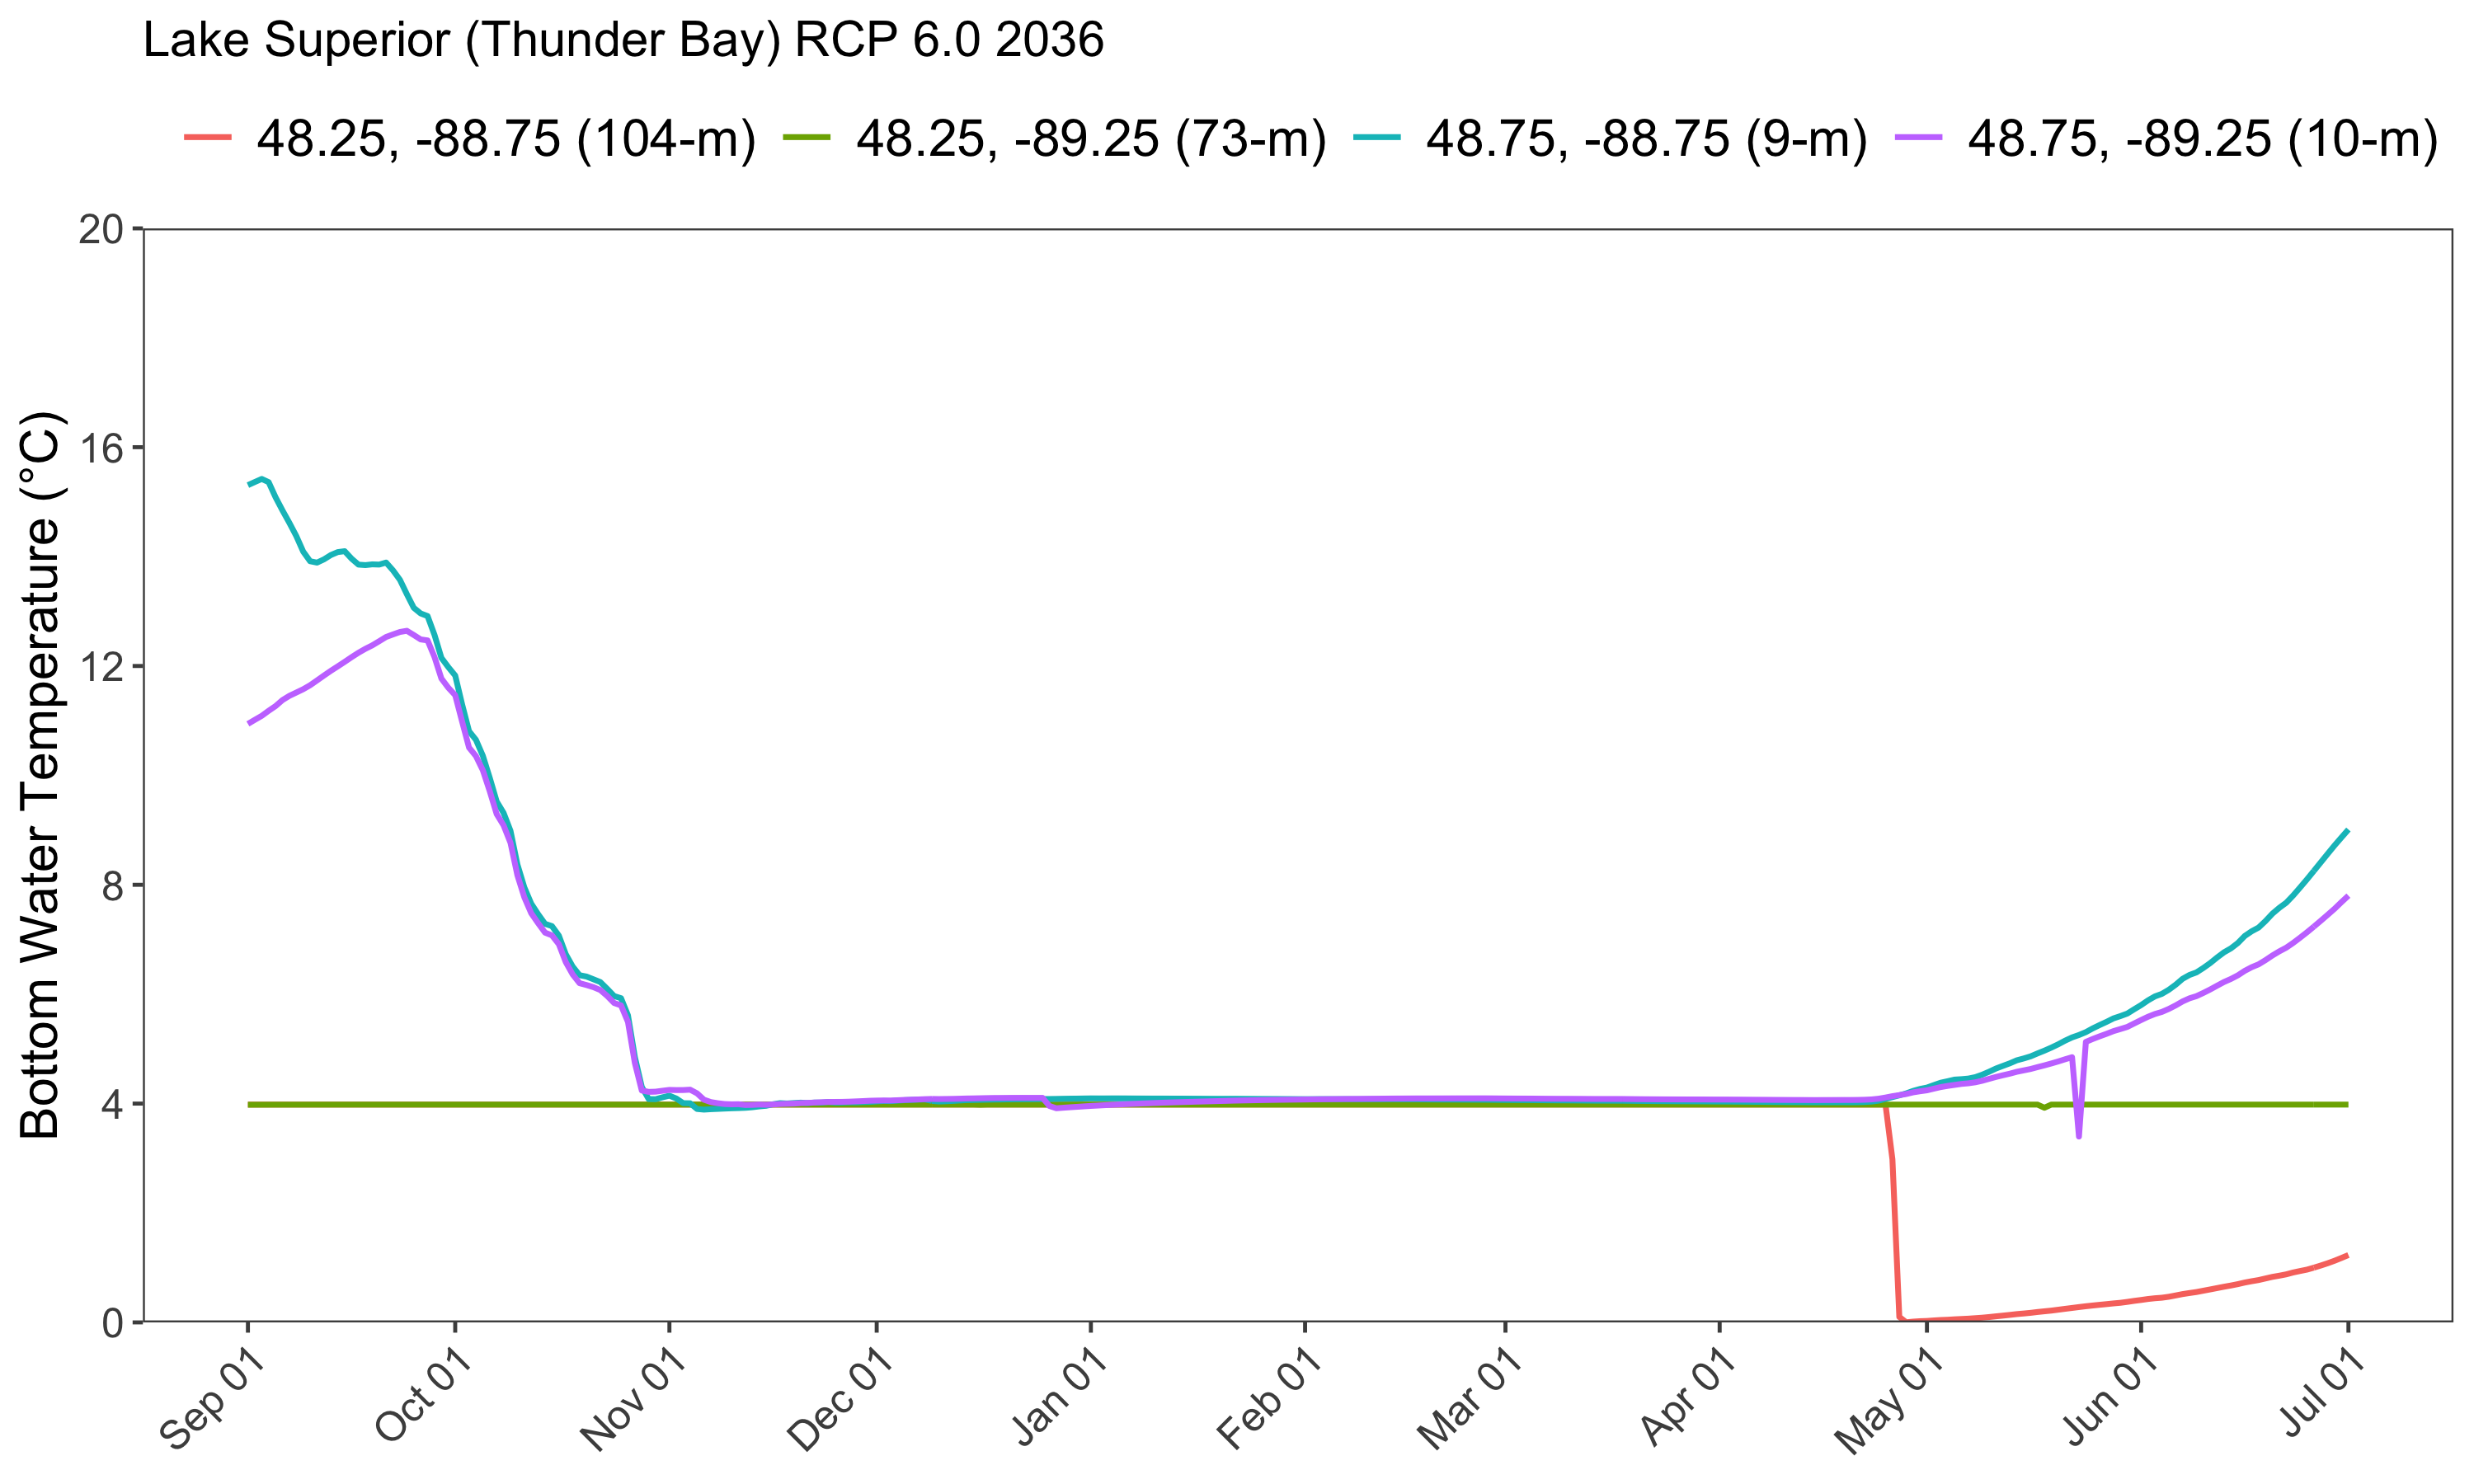 Lake Superior (Thunder Bay) RCP 6.0 2036
48.25, -88.75 (104-m) 48.25, -89.25 (73-m) 48.75, -88.75 (9-m) 48.75, -89.25 (10-m)
Bottom Water Temperature (°C)
20
16
12
8
4
0
Sep 01 Oct 01 Nov 01 Dec 01 Jan 01 Feb 01 Mar 01 Apr 01 May 01 Jun 01 Jul 01